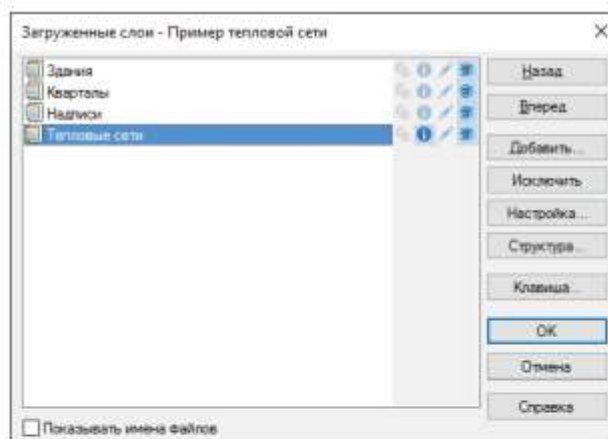 Загруженные слои - Пример тепловой сети
Здания
Кварталы
Надписи
Тепловые сети
Назад
Вперед
Добавить...
Исключить
Настройка...
Структура...
Клавиша...
OK
Отмена
Справка
Показывать имена файлов